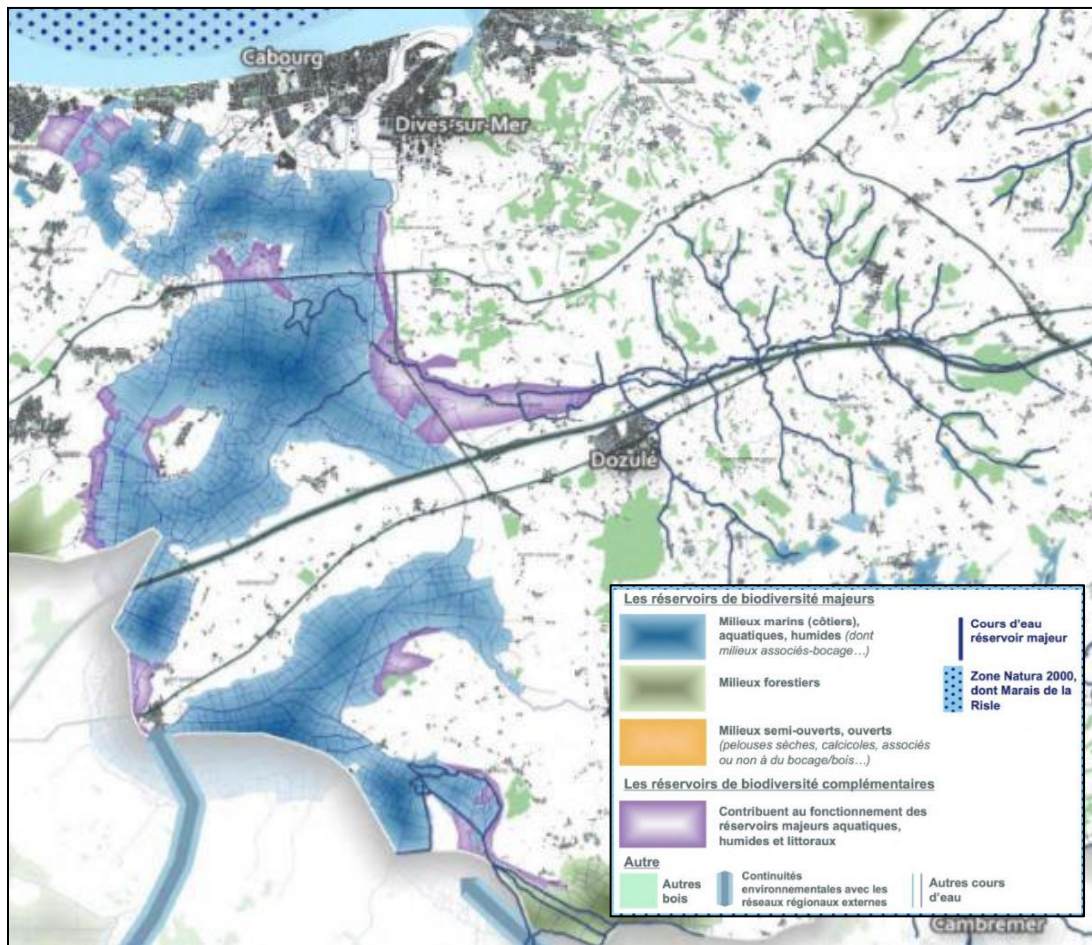 Cabourg
Dives-sur-Mer
Dozulé
Les réservoirs de biodiversité majeurs
Milieux marins (côtiers),
aquatiques, humides (dont
milieux associés-bocage…)
Milieux forestiers
Milieux semi-ouverts, ouverts
(pelouses sèches, calcicoles, associés
ou non à du bocage/bois…)
Cours d'eau
réservoir majeur
Zone Natura 2000,
dont Marais de la
Risle
Les réservoirs de biodiversité complémentaires
Contribuent au fonctionnement des
réservoirs majeurs aquatiques,
humides et littoraux
Autre
Autres
bois
Continuités
environnementales avec les
réseaux régionaux externes
Autres cours
d'eau
Cambremer